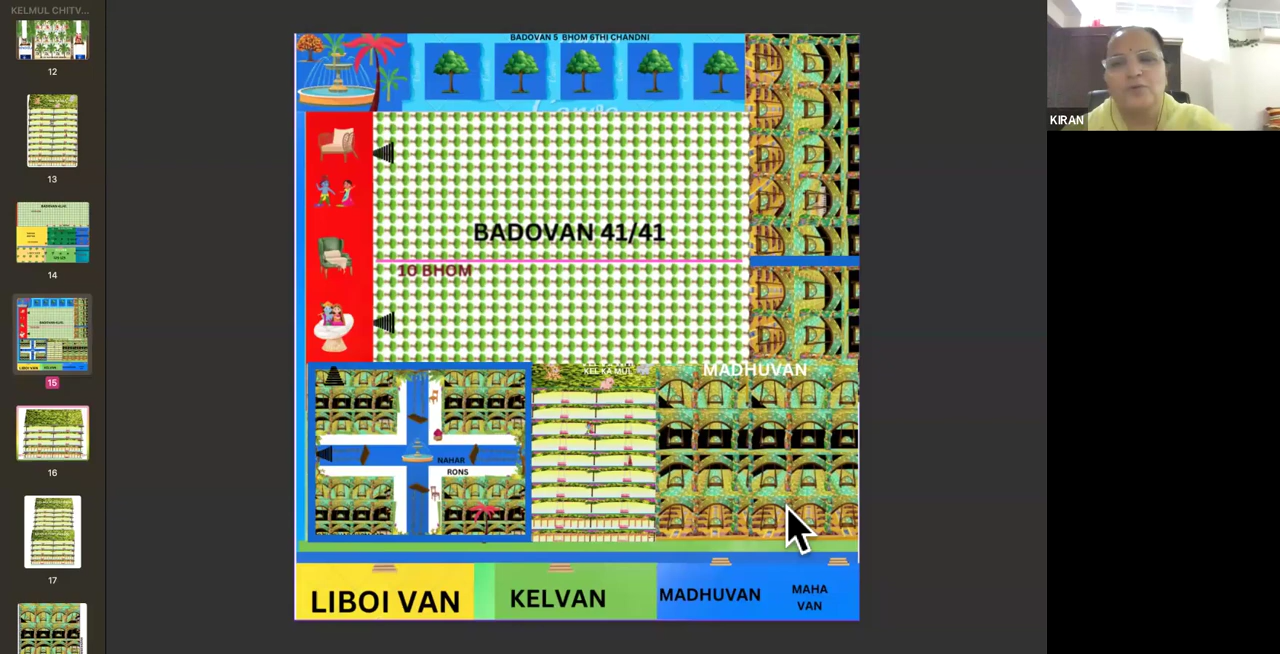 KELMUL CHITV...
12
13
14
15
16
17
KIRAN
BADOVAN 5 BHOM 6THI CHANDNI
Canva
BADOVAN 41/41
10 BHOM
KEL KA MUL
MADHUVAN
NAHAR
RONS
LIBOI VAN
KELVAN
MADHUVAN
MAHA
VAN